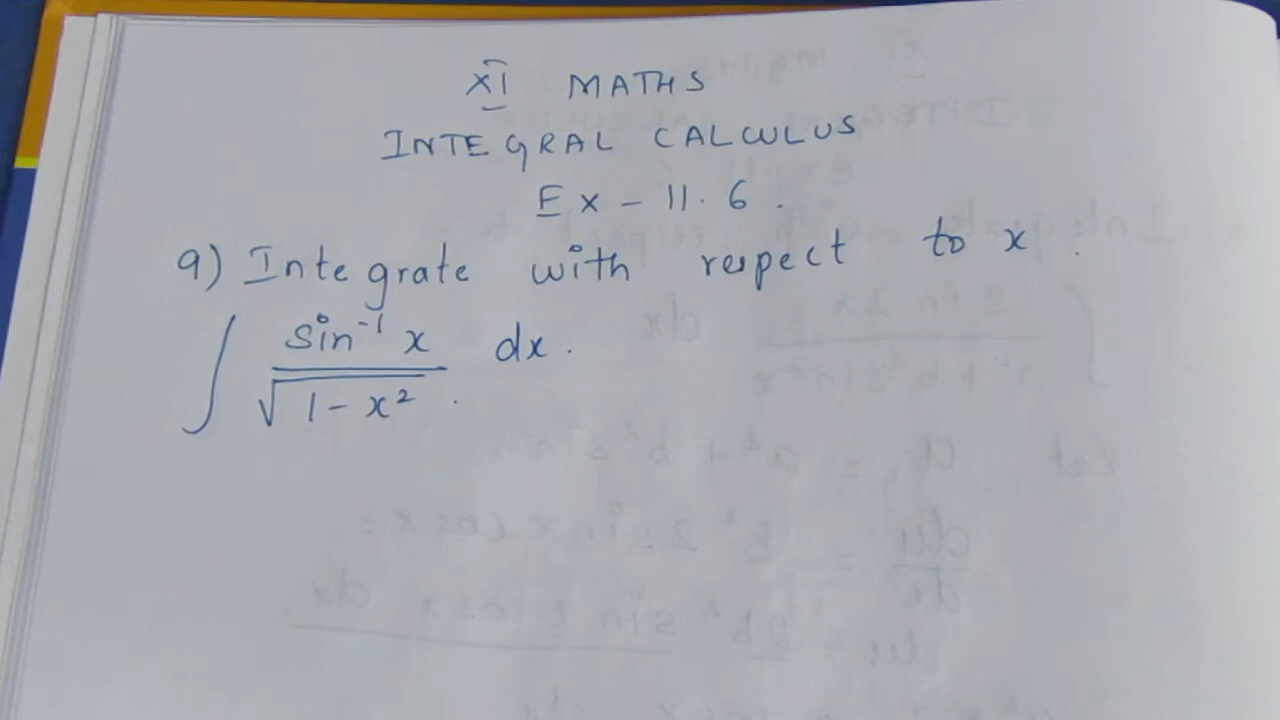 XI MATHS
INTEGRAL CALCULUS
Ex - 11.6.
9) Integrate with respect to x.
∫ sin⁻¹ x / √(1 - x²) dx.